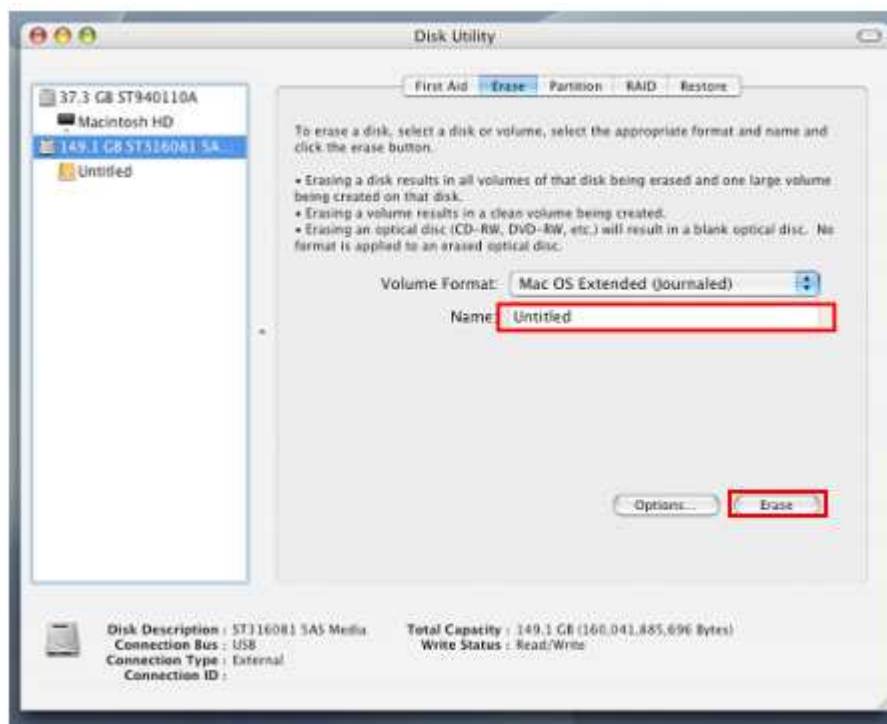 Disk Utility
37.3 GB ST940110A
Macintosh HD
149.1 GB ST316081 5A...
Untitled
First Aid Erase Partition RAID Restore
To erase a disk, select a disk or volume, select the appropriate format and name and
click the erase button.
• Erasing a disk results in all volumes of that disk being erased and one large volume
being created on that disk.
• Erasing a volume results in a clean volume being created.
• Erasing an optical disc (CD-RW, DVD-RW, etc.) will result in a blank optical disc. No
format is applied to an erased optical disc.
Volume Format: Mac OS Extended (Journaled)
Name: Untitled
Options... Erase
Disk Description : ST316081 5AS Media Total Capacity : 149.1 GB (160,041,885,696 Bytes)
Connection Bus : USB Write Status : Read/Write
Connection Type : External
Connection ID :